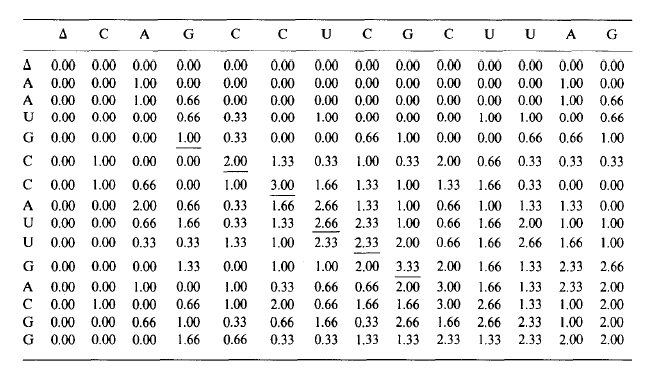 Δ C A G C C U C G C U U A G
Δ 0.00 0.00 0.00 0.00 0.00 0.00 0.00 0.00 0.00 0.00 0.00 0.00 0.00 0.00
A 0.00 0.00 1.00 0.00 0.00 0.00 0.00 0.00 0.00 0.00 0.00 0.00 1.00 0.00
A 0.00 0.00 1.00 0.66 0.00 0.00 0.00 0.00 0.00 0.00 0.00 0.00 1.00 0.66
U 0.00 0.00 0.00 0.66 0.33 0.00 1.00 0.00 0.00 0.00 1.00 1.00 0.00 0.66
G 0.00 0.00 0.00 1.00 0.33 0.00 0.00 0.66 1.00 0.00 0.00 0.66 0.66 1.00
C 0.00 1.00 0.00 0.00 2.00 1.33 0.33 1.00 0.33 2.00 0.66 0.33 0.33 0.33
C 0.00 1.00 0.66 0.00 1.00 3.00 1.66 1.33 1.00 1.33 1.66 0.33 0.00 0.00
A 0.00 0.00 2.00 0.66 0.33 1.66 2.66 1.33 1.00 0.66 1.00 1.33 1.33 0.00
U 0.00 0.00 0.66 1.66 0.33 1.33 2.66 2.33 1.00 0.66 1.66 2.00 1.00 1.00
U 0.00 0.00 0.33 0.33 1.33 1.00 2.33 2.33 2.00 0.66 1.66 2.66 1.66 1.00
G 0.00 0.00 0.00 1.33 0.00 1.00 1.00 2.00 3.33 2.00 1.66 1.33 2.33 2.66
A 0.00 0.00 1.00 0.00 1.00 0.33 0.66 0.66 2.00 3.00 1.66 1.33 2.33 2.00
C 0.00 1.00 0.00 0.66 1.00 2.00 0.66 1.66 1.66 3.00 2.66 1.33 1.00 2.00
G 0.00 0.00 0.66 1.00 0.33 0.66 1.66 0.33 2.66 1.66 2.66 2.33 1.00 2.00
G 0.00 0.00 0.00 1.66 0.66 0.33 0.33 1.33 1.33 2.33 1.33 2.33 2.00 2.00